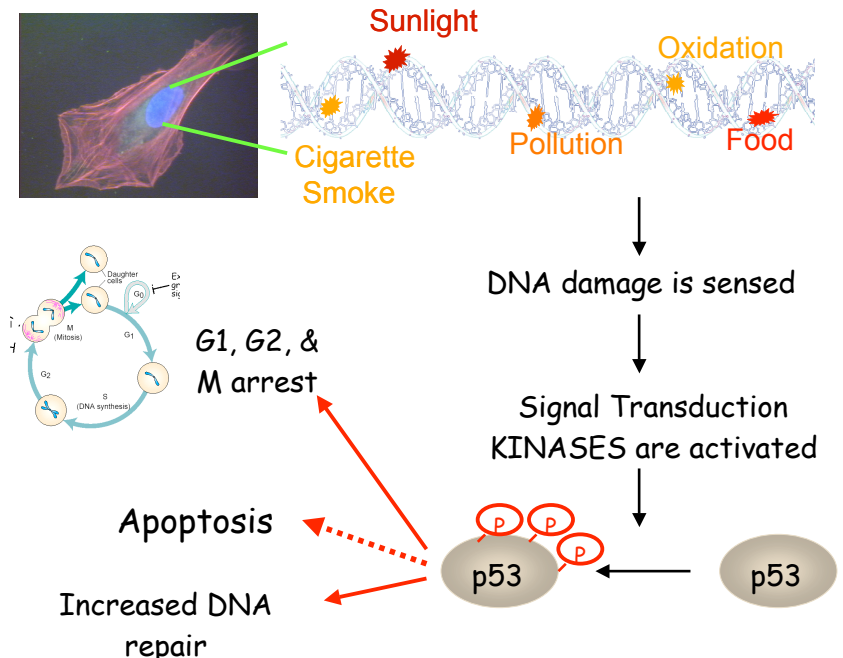 Sunlight
Oxidation
Cigarette
Smoke
Pollution
Food
DNA damage is sensed
Signal Transduction
KINASES are activated
Daughter
cells
G0
M
(Mitosis)
G1
G2
S
(DNA synthesis)
G1, G2, &
M arrest
Apoptosis
Increased DNA
repair
P
P
P
p53
p53